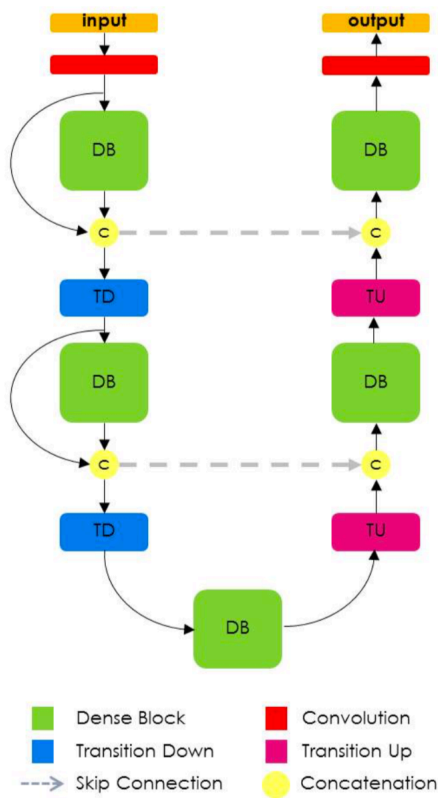 input output
DB DB
C C
TD TU
DB DB
C C
TD TU
DB
Dense Block Convolution
Transition Down Transition Up
Skip Connection Concatenation